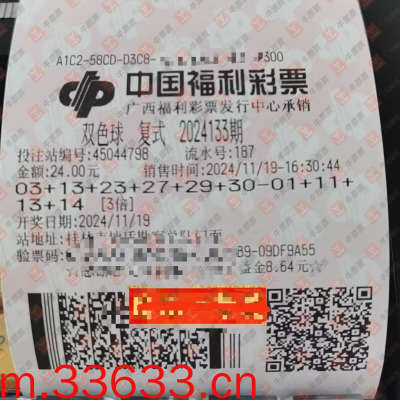 A1C2-58CD-D3C8-
300
中国福利彩票
广西福利彩票发行中心承销
双色球 复式 2024133期
投注站编号:45044798 流水号:187
金额:24.00元 销售时间:2024/11/19-16:30:44
03+13+23+27+29+30-01+11+
13+14 [3倍]
开奖日期:2024/11/19
站地址:桂林
验票码:
B9-09DF9A55
益金8.64元
m.33633.cn